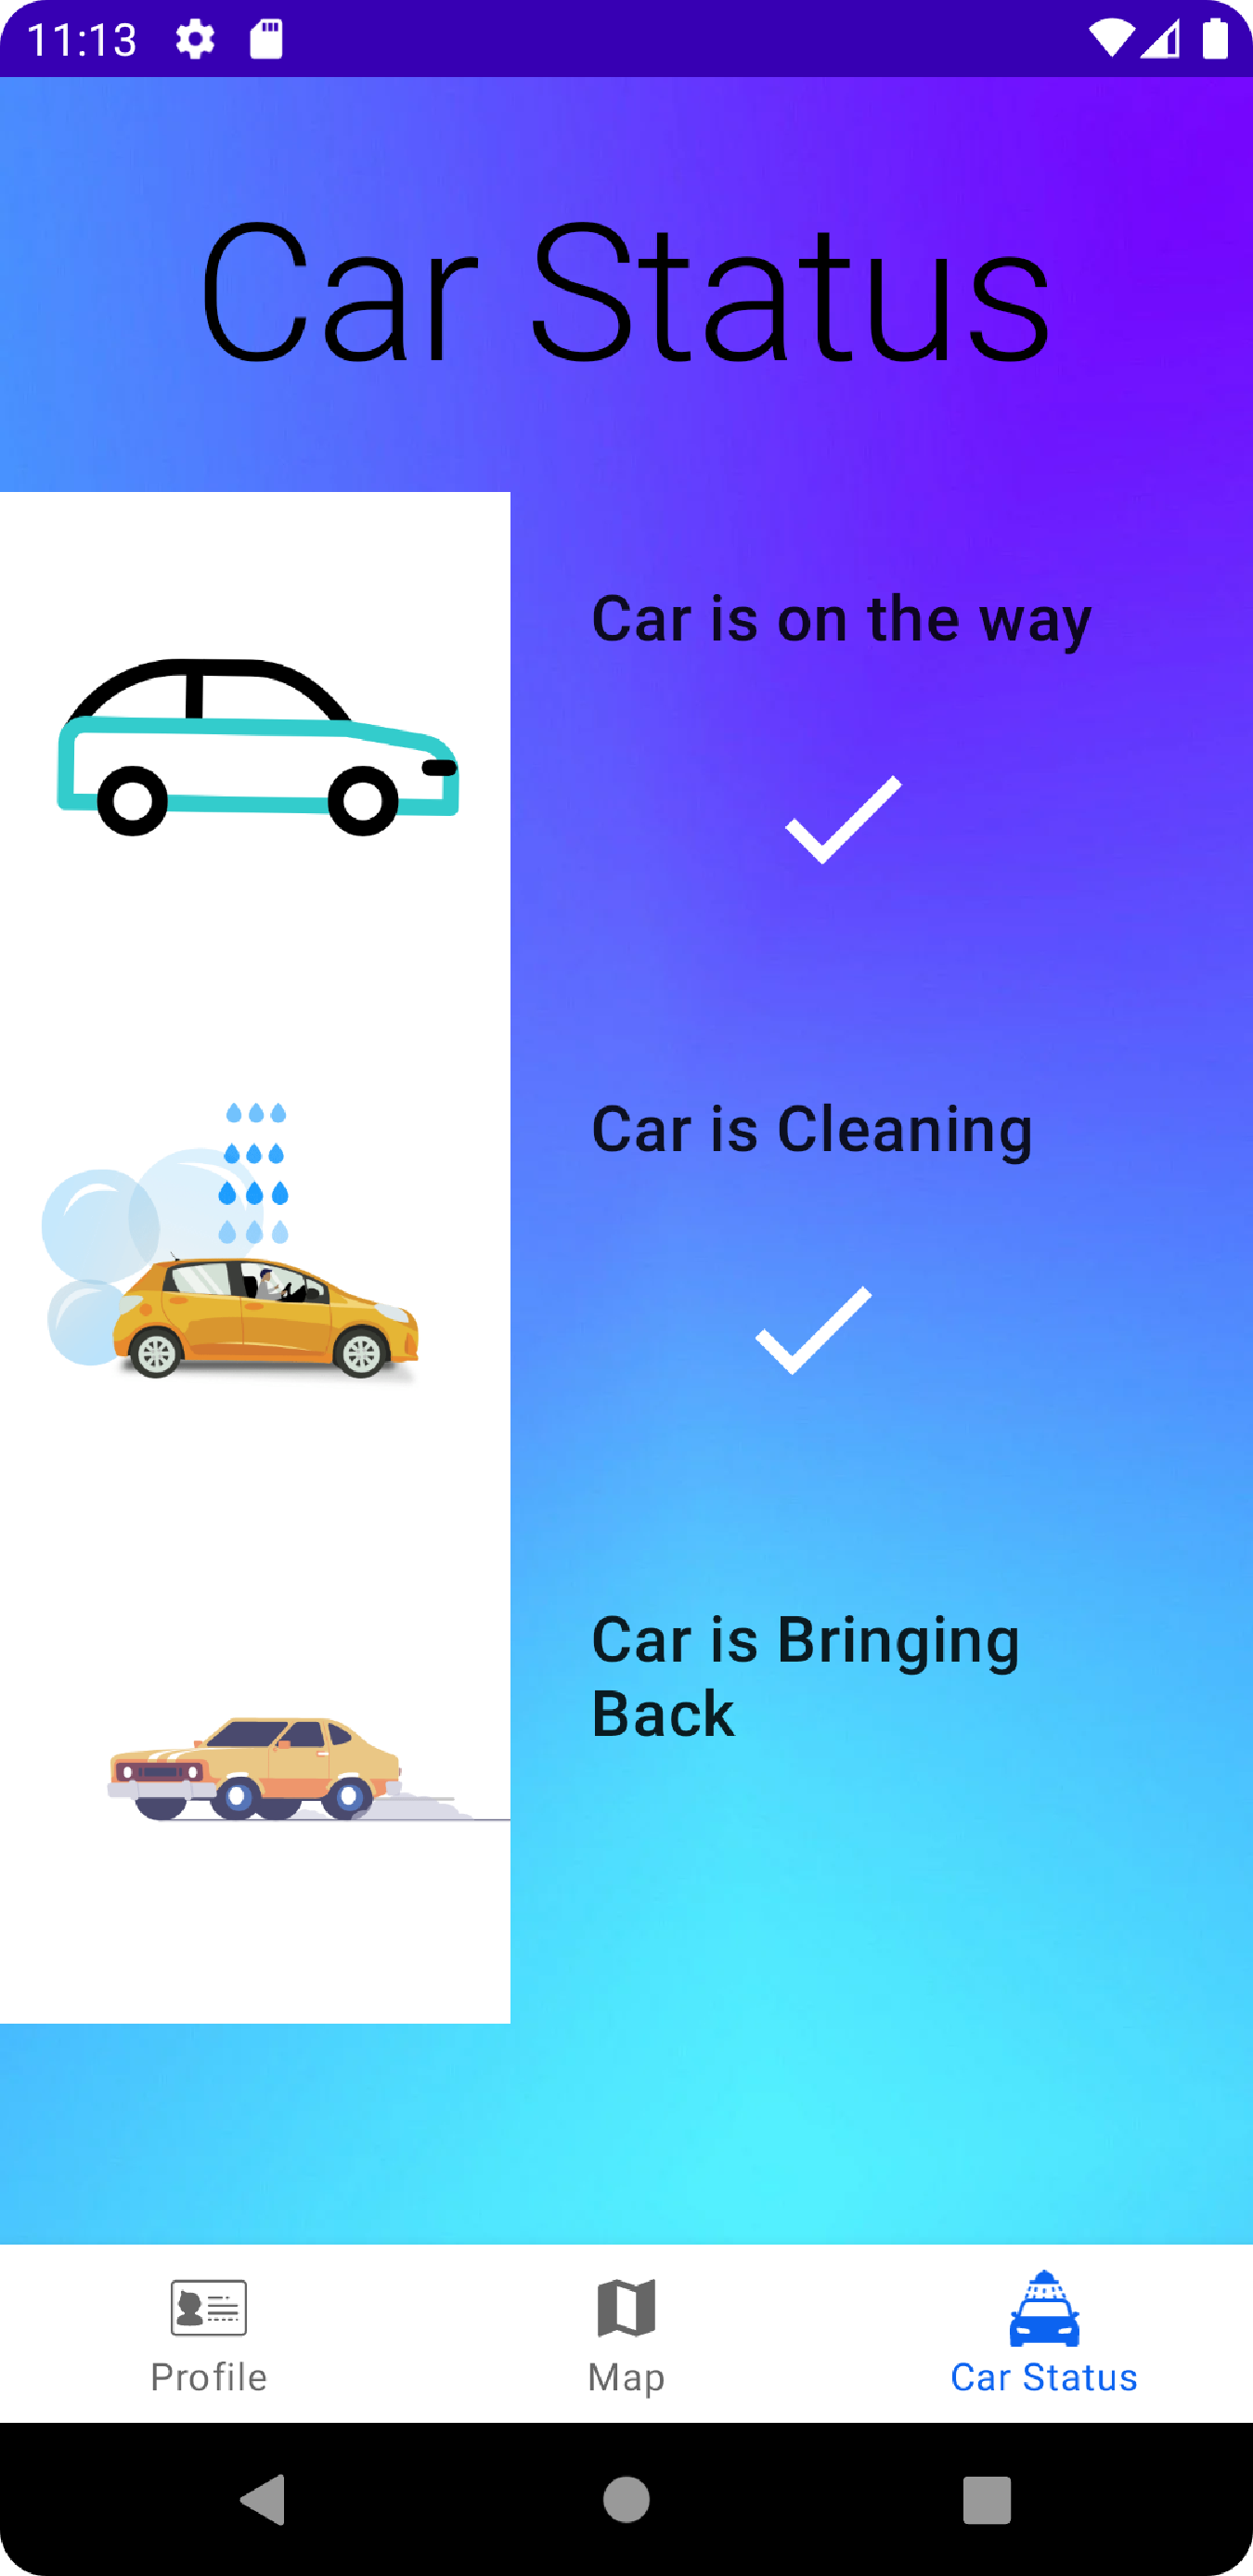 11:13
Car Status
Car is on the way
Car is Cleaning
Car is Bringing
Back
Profile
Map
Car Status